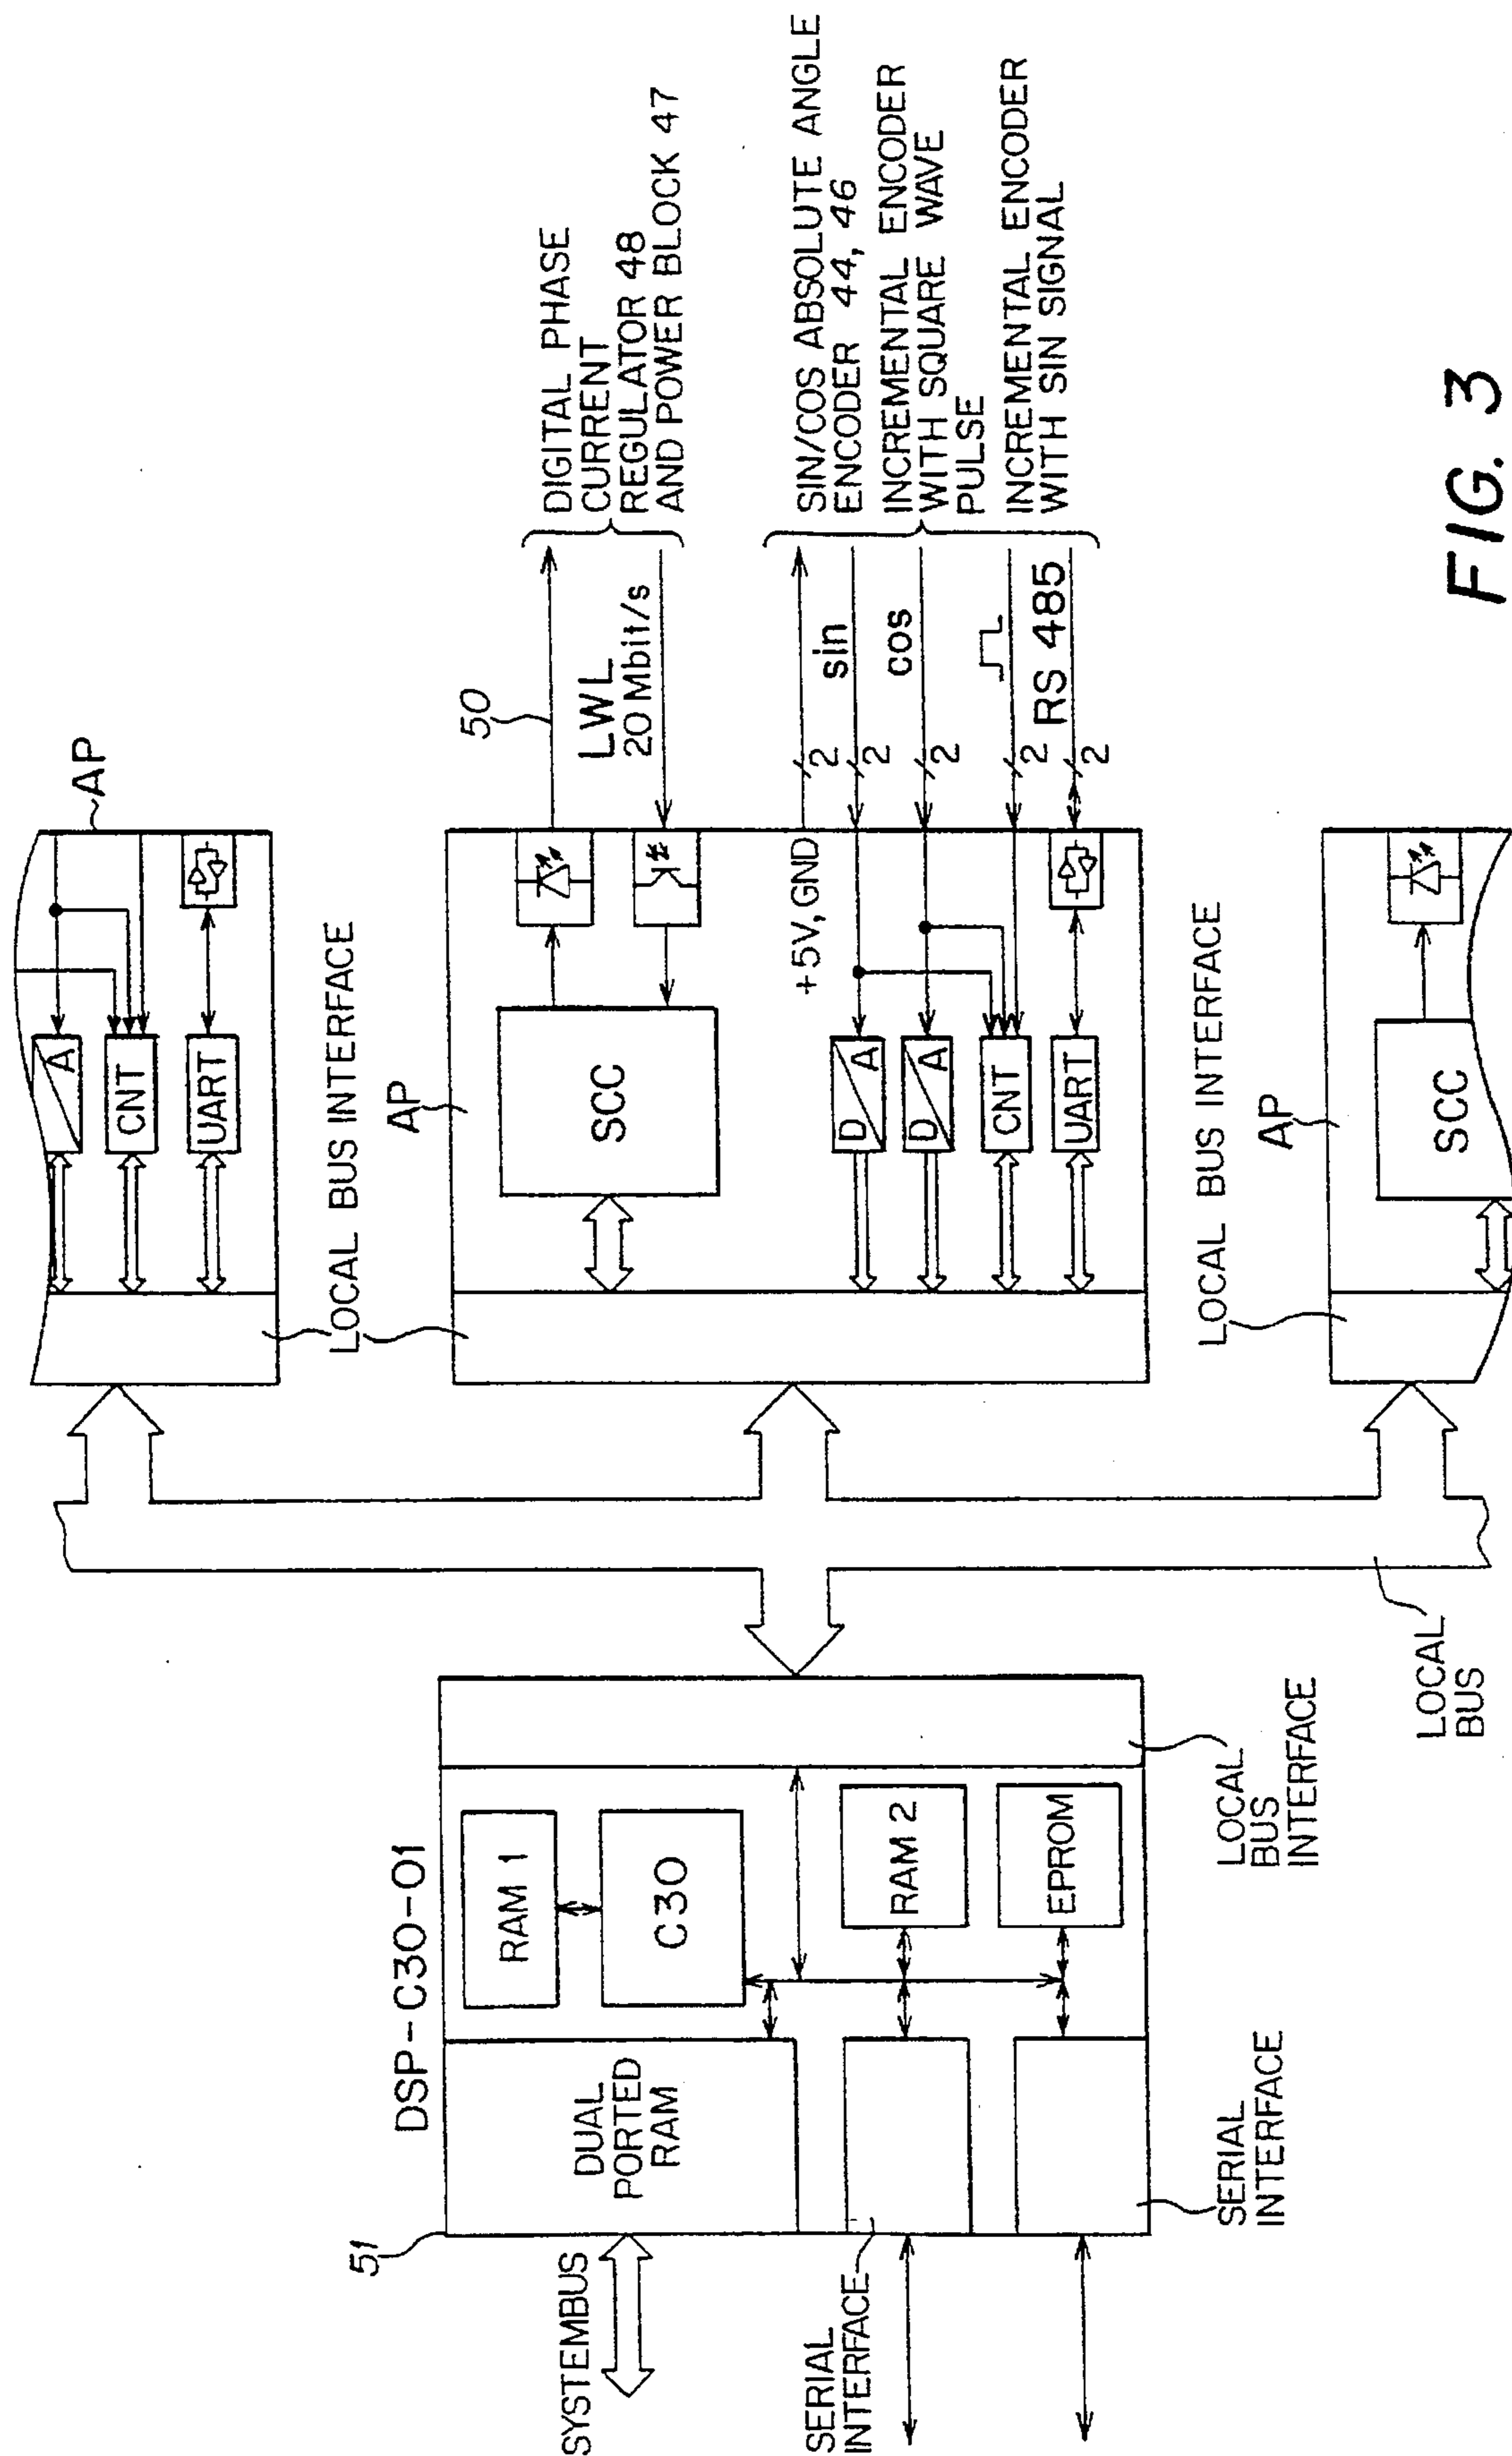 AP
A
CNT
UART
LOCAL BUS INTERFACE
DSP-C30-01
51
SYSTEMBUS
DUAL
PORTED
RAM
RAM 1
C30
RAM 2
EPROM
SERIAL
INTERFACE
SERIAL
INTERFACE
LOCAL
BUS
INTERFACE
LOCAL
BUS
AP
SCC
50
LWL
20 Mbit/s
DIGITAL PHASE
CURRENT
REGULATOR 48
AND POWER BLOCK 47
+5V, GND
D A
D A
CNT
UART
2
sin
2
cos
2
2
RS 485
2
SIN/COS ABSOLUTE ANGLE
ENCODER 44, 46
INCREMENTAL ENCODER
WITH SQUARE WAVE
PULSE
INCREMENTAL ENCODER
WITH SIN SIGNAL
LOCAL BUS INTERFACE
AP
SCC
FIG. 3